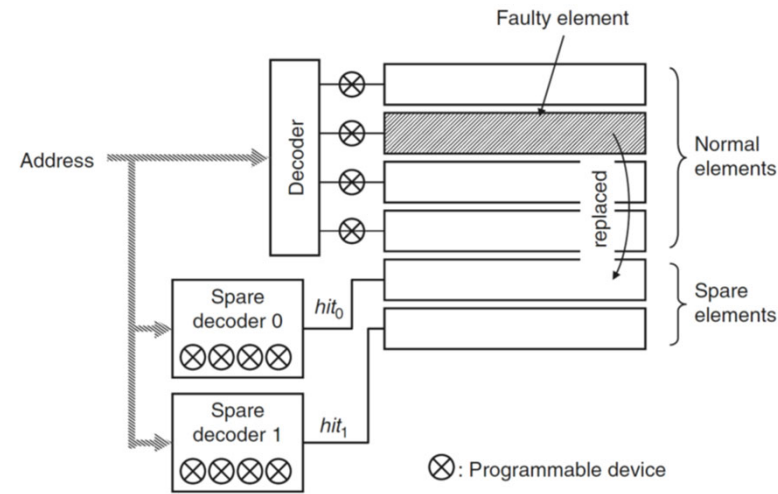 Faulty element
Address
Decoder
Normal
elements
replaced
Spare
elements
Spare
decoder 0
hit0
Spare
decoder 1
hit1
: Programmable device